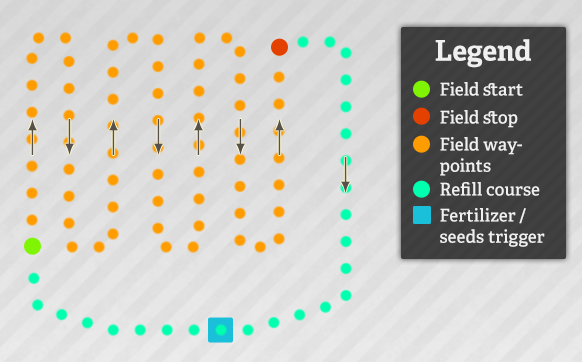 Legend
Field start
Field stop
Field way-
points
Refill course
Fertilizer /
seeds trigger